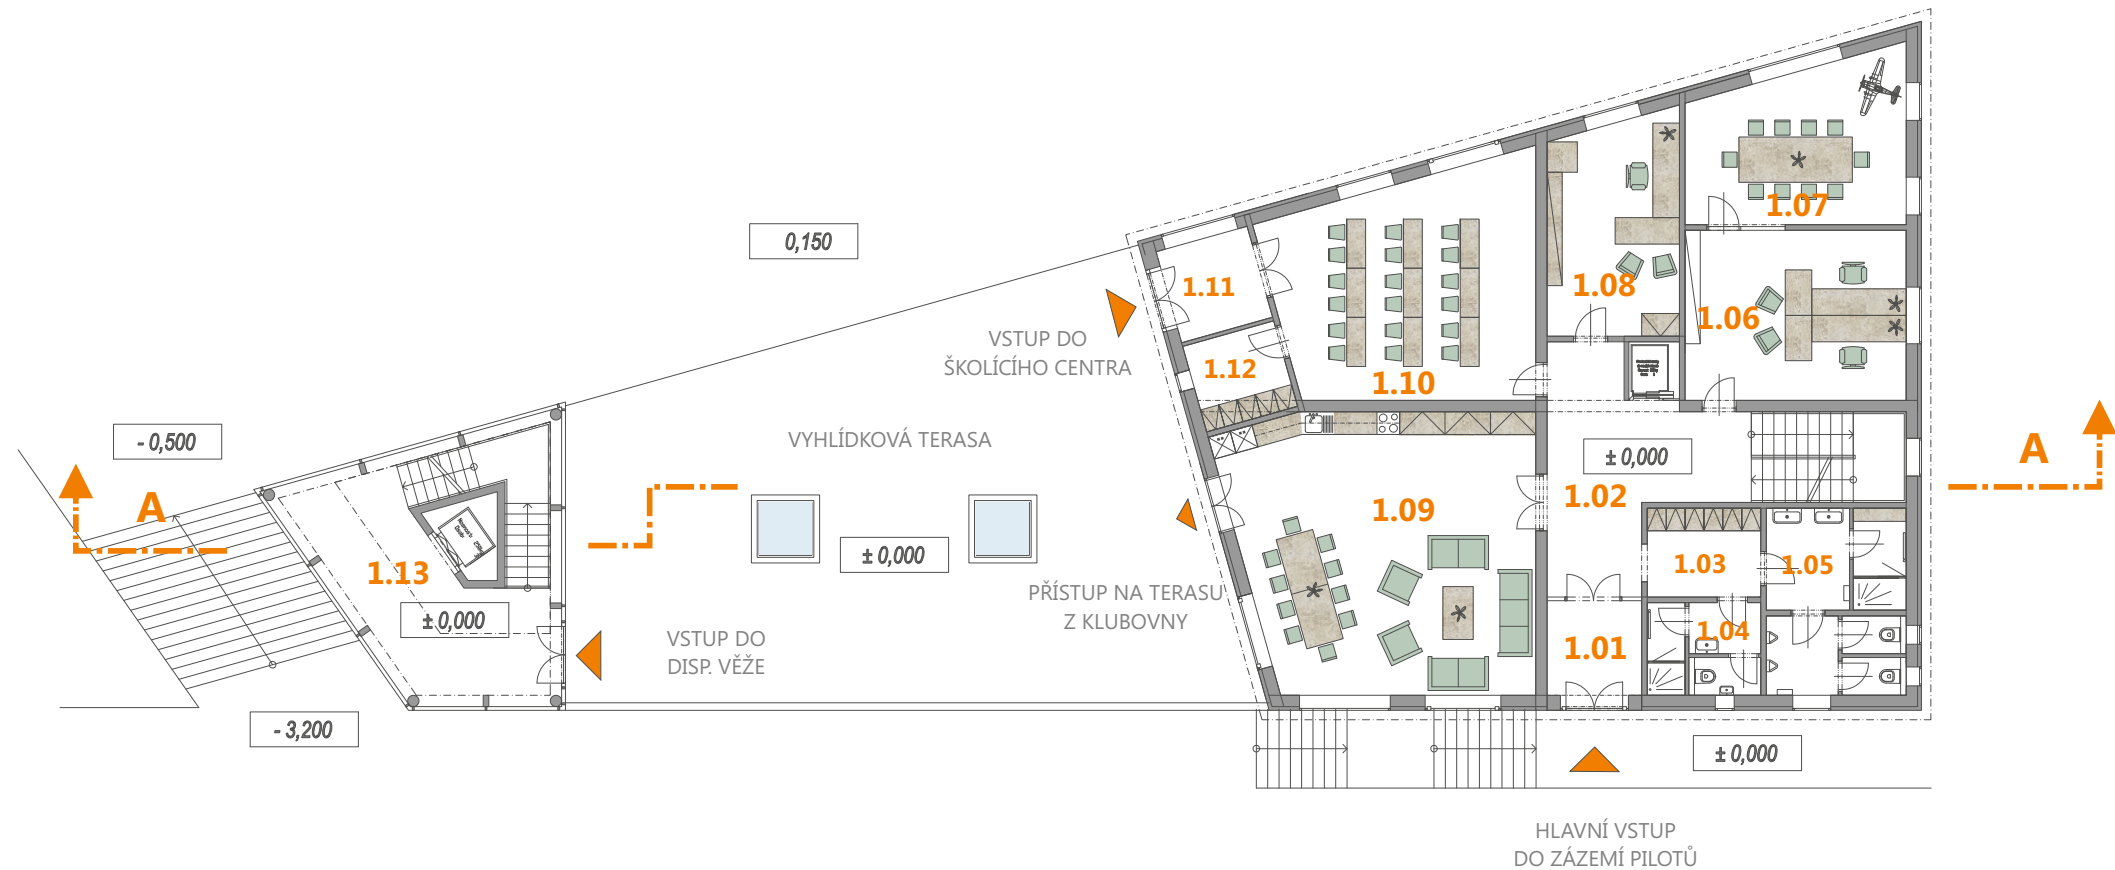 0,150
1.07
1.11
1.08
1.06
VSTUP DO
ŠKOLÍCÍHO CENTRA
1.12
1.10
- 0,500
VYHLÍDKOVÁ TERASA
± 0,000
A
A
1.02
1.09
± 0,000
1.13
1.03
1.05
PŘÍSTUP NA TERASU
Z KLUBOVNY
± 0,000
1.04
VSTUP DO
DISP. VĚŽE
1.01
- 3,200
± 0,000
HLAVNÍ VSTUP
DO ZÁZEMÍ PILOTŮ